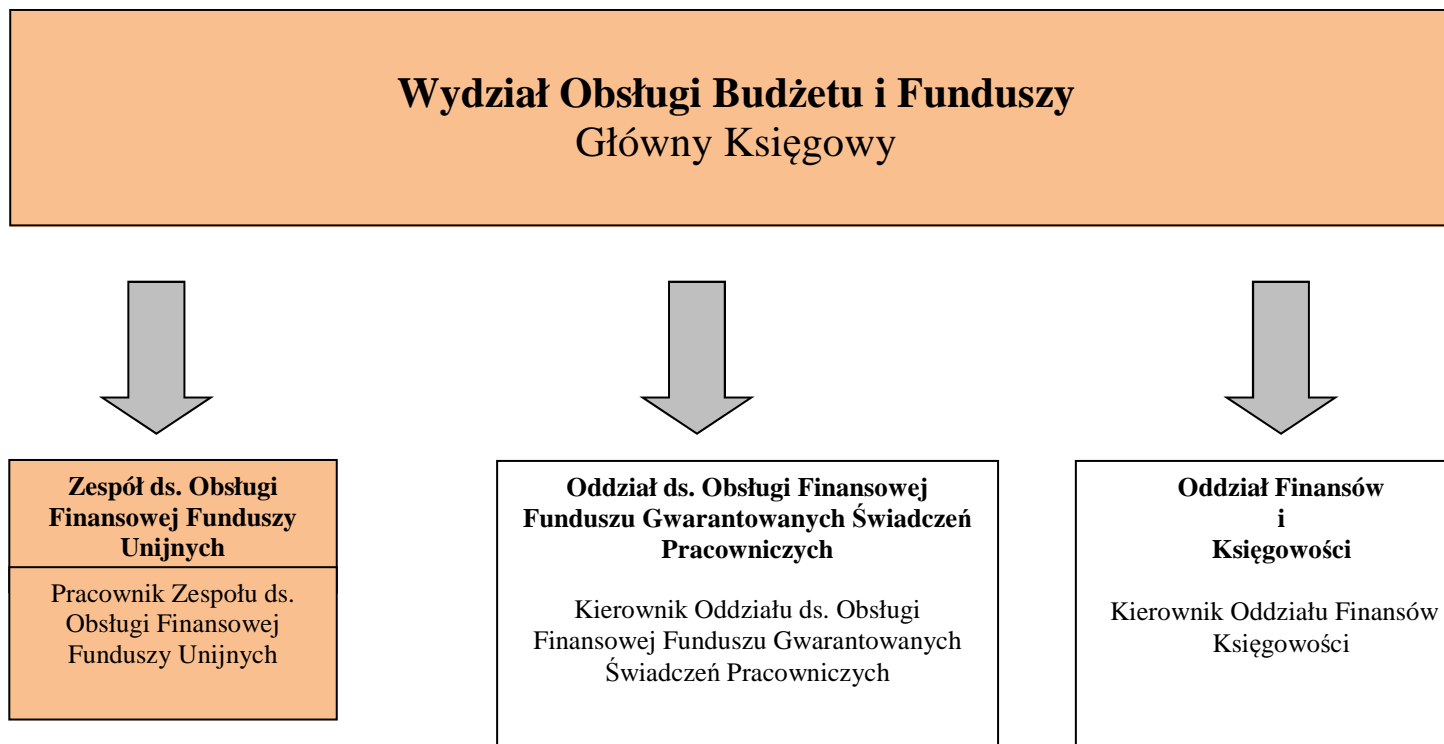 Wydział Obsługi Budżetu i Funduszy
Główny Księgowy
Zespół ds. Obsługi
Finansowej Funduszy
Unijnych
Pracownik Zespołu ds.
Obsługi Finansowej
Funduszy Unijnych
Oddział ds. Obsługi Finansowej
Funduszu Gwarantowanych Świadczeń
Pracowniczych
Kierownik Oddziału ds. Obsługi
Finansowej Funduszu Gwarantowanych
Świadczeń Pracowniczych
Oddział Finansów
i
Księgowości
Kierownik Oddziału Finansów
Księgowości